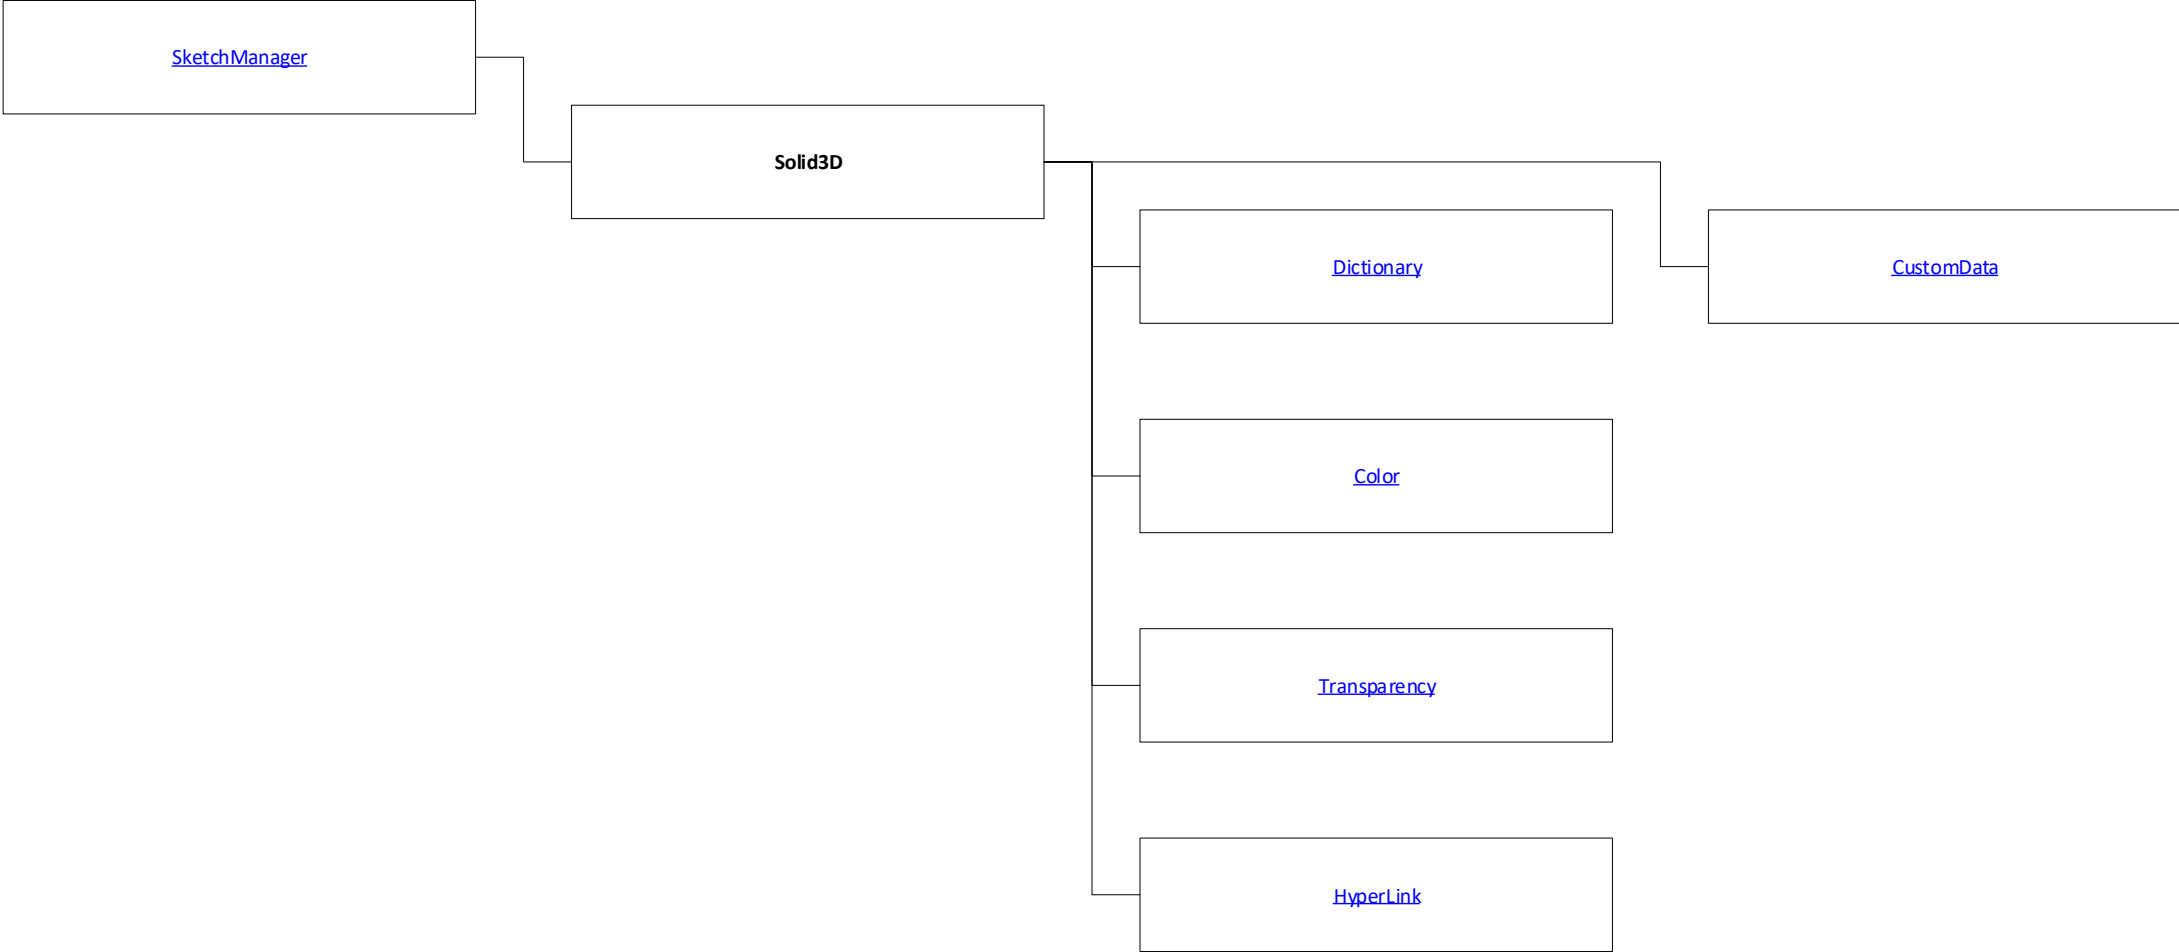 SketchManager
Solid3D
Dictionary
CustomData
Color
Transparency
HyperLink